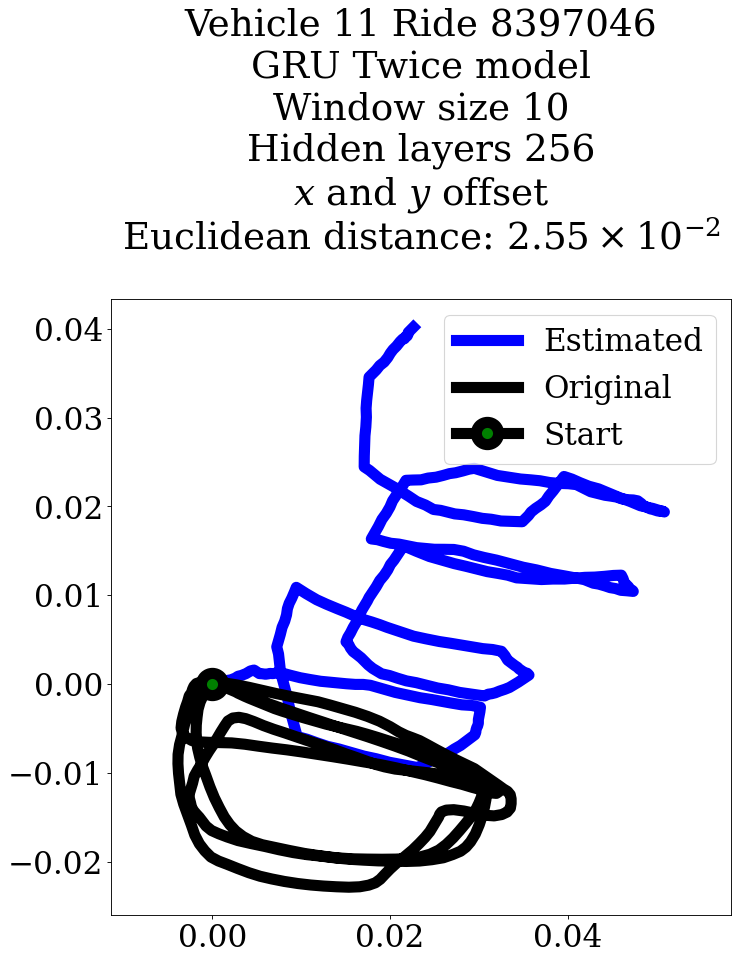 Vehicle 11 Ride 8397046
GRU Twice model
Window size 10
Hidden layers 256
x and y offset
Euclidean distance: 2.55 × 10⁻²
Estimated
Original
Start
0.04
0.03
0.02
0.01
0.00
−0.01
−0.02
0.00 0.02 0.04